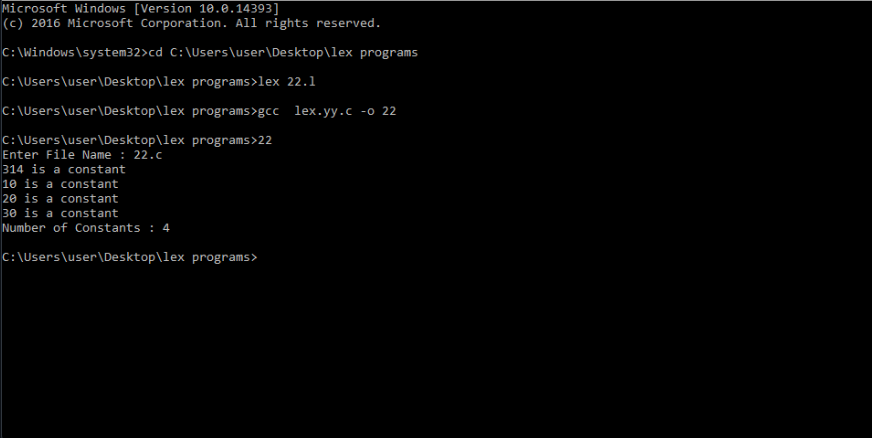 Microsoft Windows [Version 10.0.14393]
(c) 2016 Microsoft Corporation. All rights reserved.
C:\Windows\system32>cd C:\Users\user\Desktop\lex programs
C:\Users\user\Desktop\lex programs>lex 22.l
C:\Users\user\Desktop\lex programs>gcc  lex.yy.c -o 22
C:\Users\user\Desktop\lex programs>22
Enter File Name : 22.c
314 is a constant
10 is a constant
20 is a constant
30 is a constant
Number of Constants : 4
C:\Users\user\Desktop\lex programs>